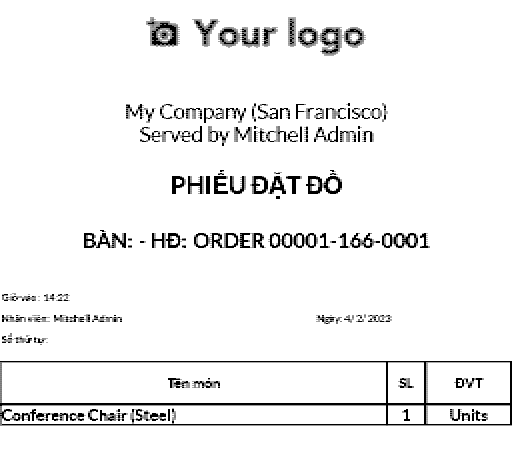 Your logo
My Company (San Francisco)
Served by Mitchell Admin
PHIẾU ĐẶT ĐỒ
BÀN: - HĐ: ORDER 00001-166-0001
Giờ vào: 14:22
Nhân viên: Mitchell Admin Ngày: 4/2/2023
Số thứ tự:
Tên món SL ĐVT
Conference Chair (Steel) 1 Units